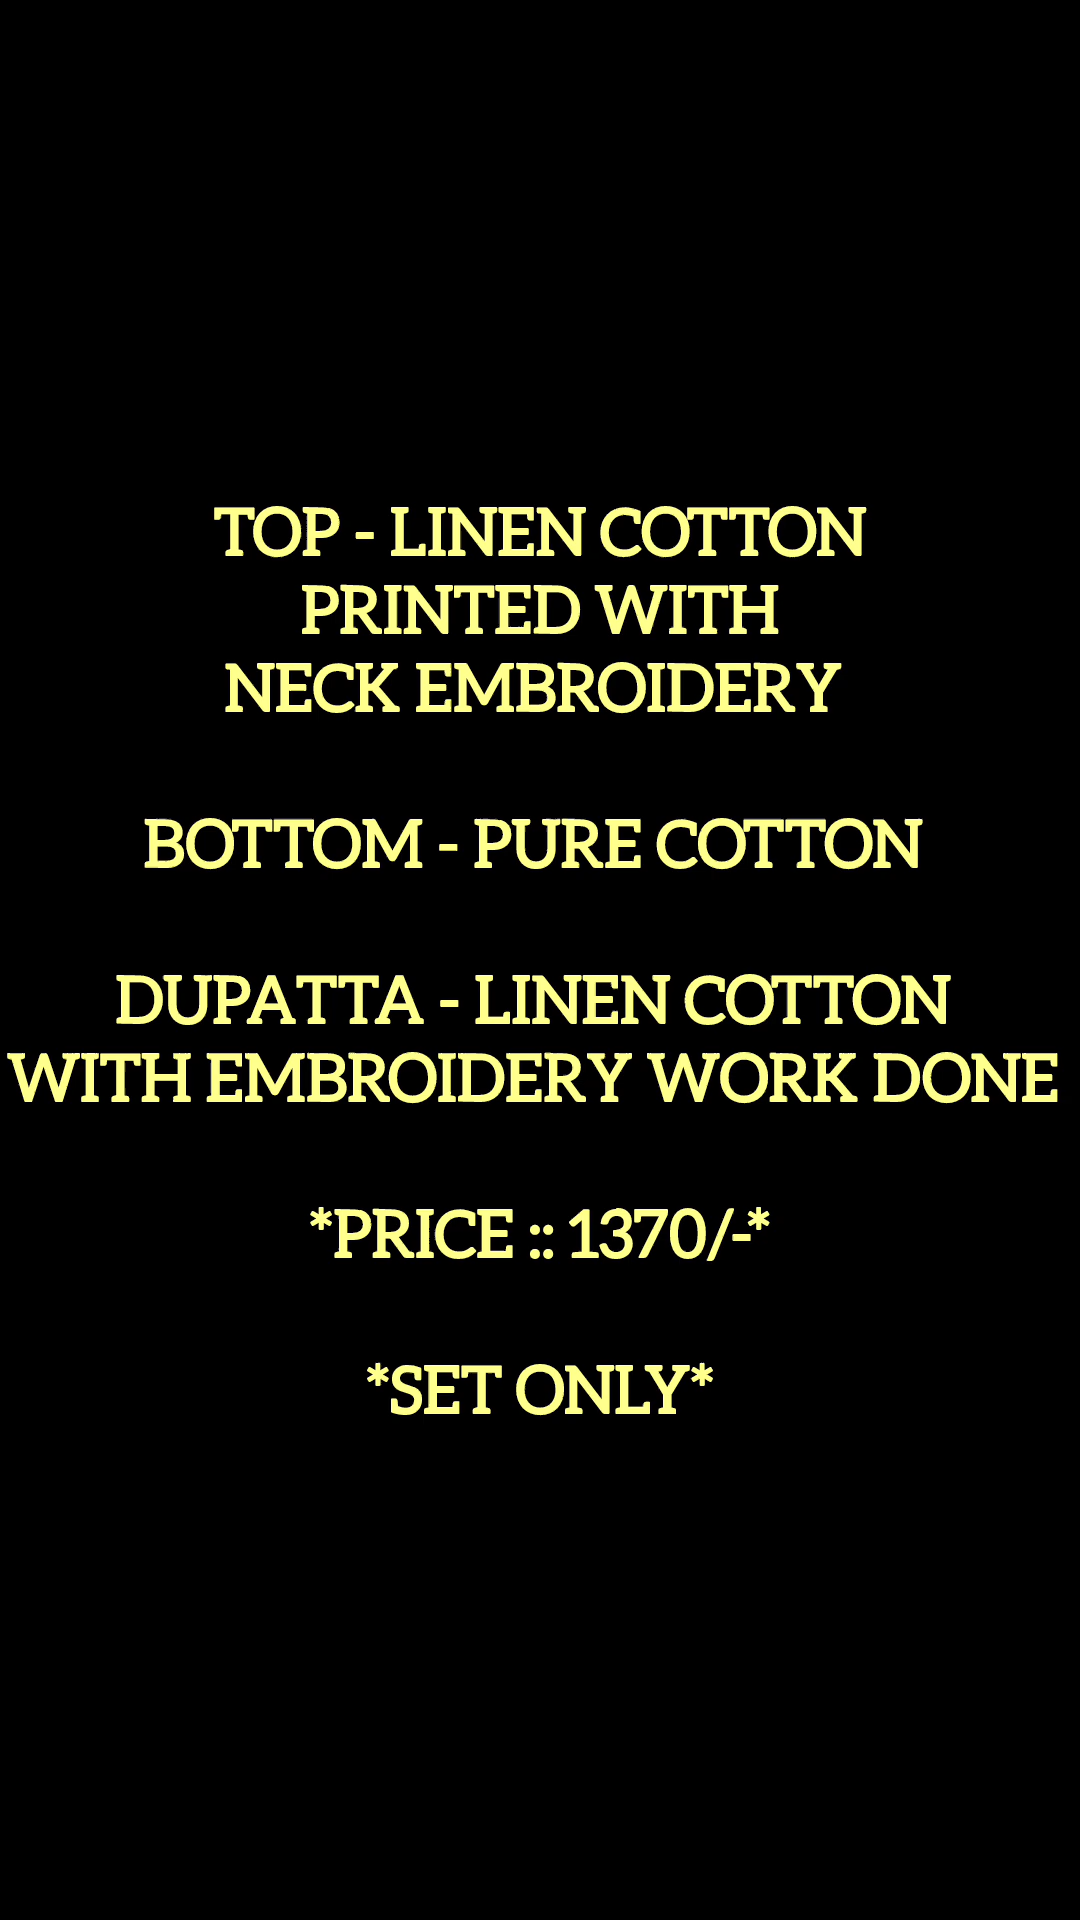 TOP - LINEN COTTON
PRINTED WITH
NECK EMBROIDERY
BOTTOM - PURE COTTON
DUPATTA - LINEN COTTON
WITH EMBROIDERY WORK DONE
*PRICE :: 1370/-*
*SET ONLY*